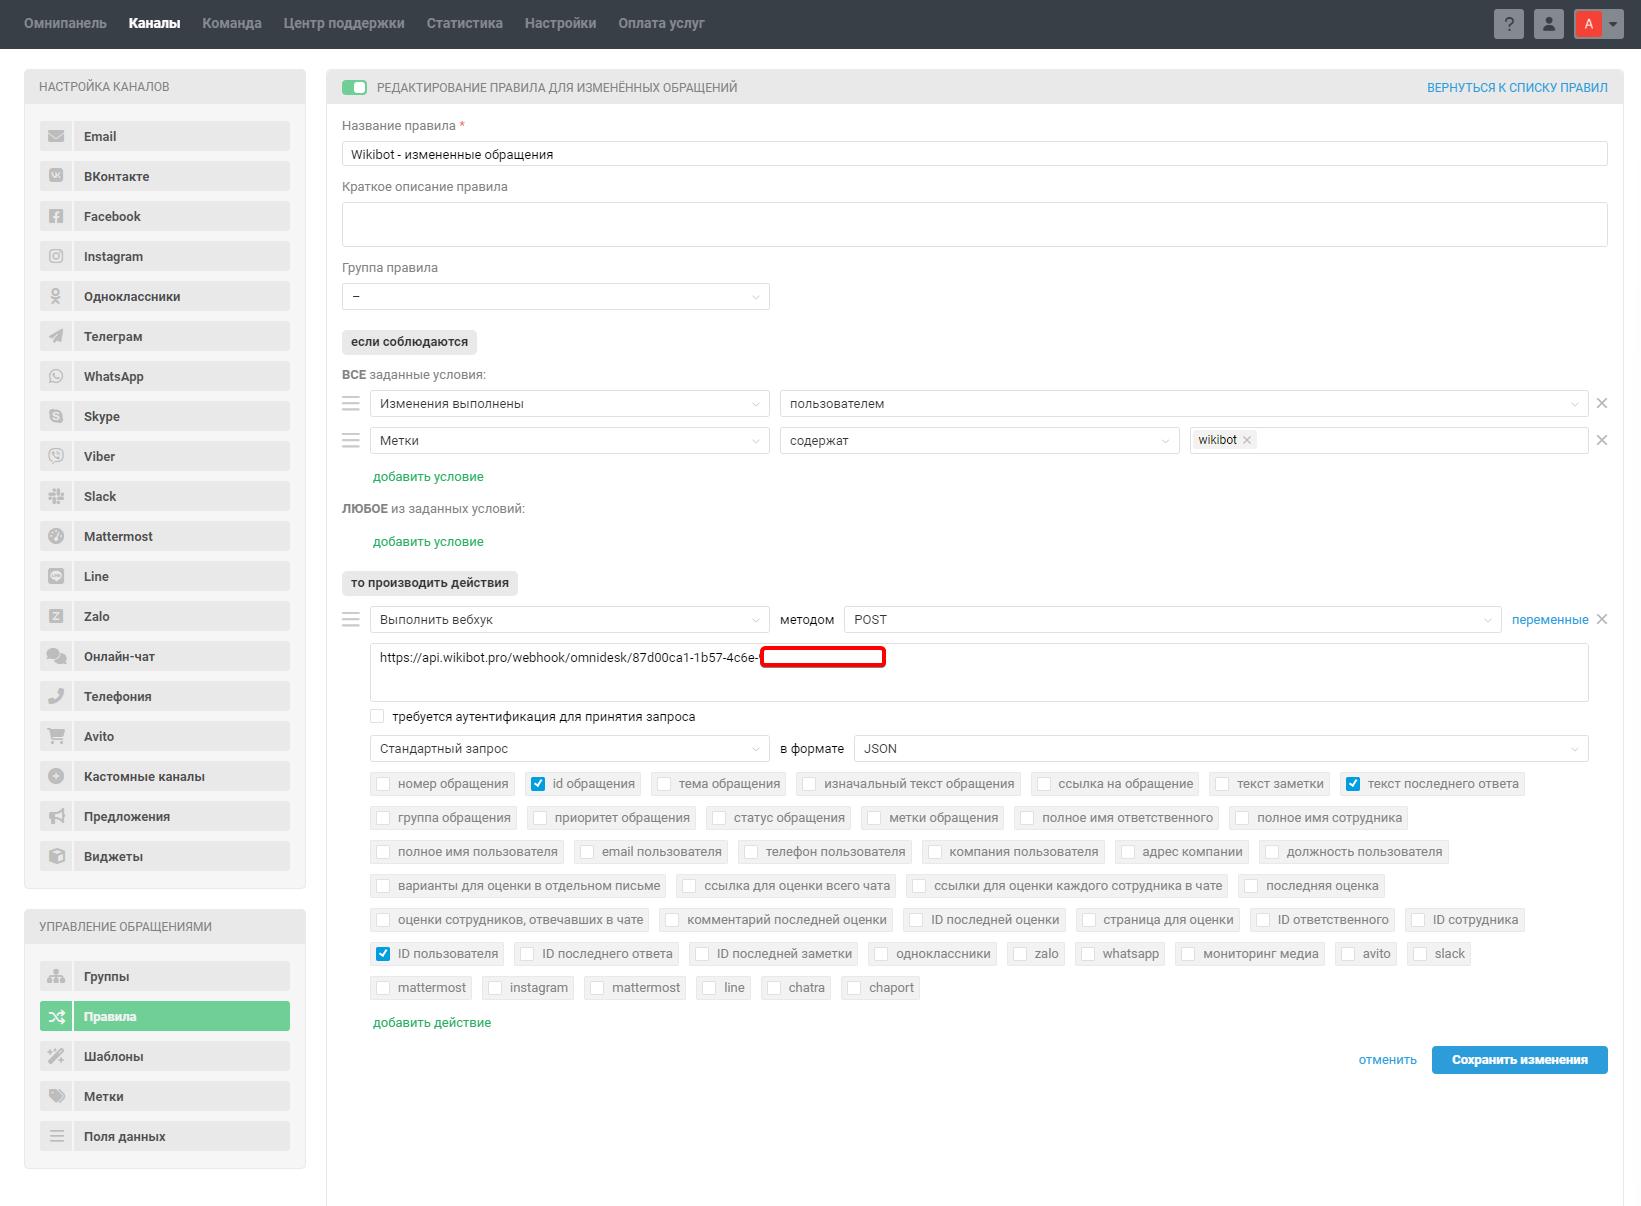 Омнипанель Каналы Команда Центр поддержки Статистика Настройки Оплата услуг ? A
НАСТРОЙКА КАНАЛОВ
Email
ВКонтакте
Facebook
Instagram
Одноклассники
Телеграм
WhatsApp
Skype
Viber
Slack
Mattermost
Line
Zalo
Онлайн-чат
Телефония
Avito
Кастомные каналы
Предложения
Виджеты
УПРАВЛЕНИЕ ОБРАЩЕНИЯМИ
Группы
Правила
Шаблоны
Метки
Поля данных
РЕДАКТИРОВАНИЕ ПРАВИЛА ДЛЯ ИЗМЕНЁННЫХ ОБРАЩЕНИЙ ВЕРНУТЬСЯ К СПИСКУ ПРАВИЛ
Название правила *
Wikibot - измененные обращения
Краткое описание правила
Группа правила
–
если соблюдаются
ВСЕ заданные условия:
Изменения выполнены пользователем
Метки содержат wikibot
добавить условие
ЛЮБОЕ из заданных условий:
добавить условие
то производить действия
Выполнить вебхук методом POST переменные
https://api.wikibot.pro/webhook/omnidesk/87d00ca1-1b57-4c6e-
требуется аутентификация для принятия запроса
Стандартный запрос в формате JSON
номер обращения id обращения тема обращения изначальный текст обращения ссылка на обращение текст заметки текст последнего ответа
группа обращения приоритет обращения статус обращения метки обращения полное имя ответственного полное имя сотрудника
полное имя пользователя email пользователя телефон пользователя компания пользователя адрес компании должность пользователя
варианты для оценки в отдельном письме ссылка для оценки всего чата ссылки для оценки каждого сотрудника в чате последняя оценка
оценки сотрудников, отвечавших в чате комментарий последней оценки ID последней оценки страница для оценки ID ответственного ID сотрудника
ID пользователя ID последнего ответа ID последней заметки одноклассники zalo whatsapp мониторинг медиа avito slack
mattermost instagram mattermost line chatra chaport
добавить действие
отменить Сохранить изменения